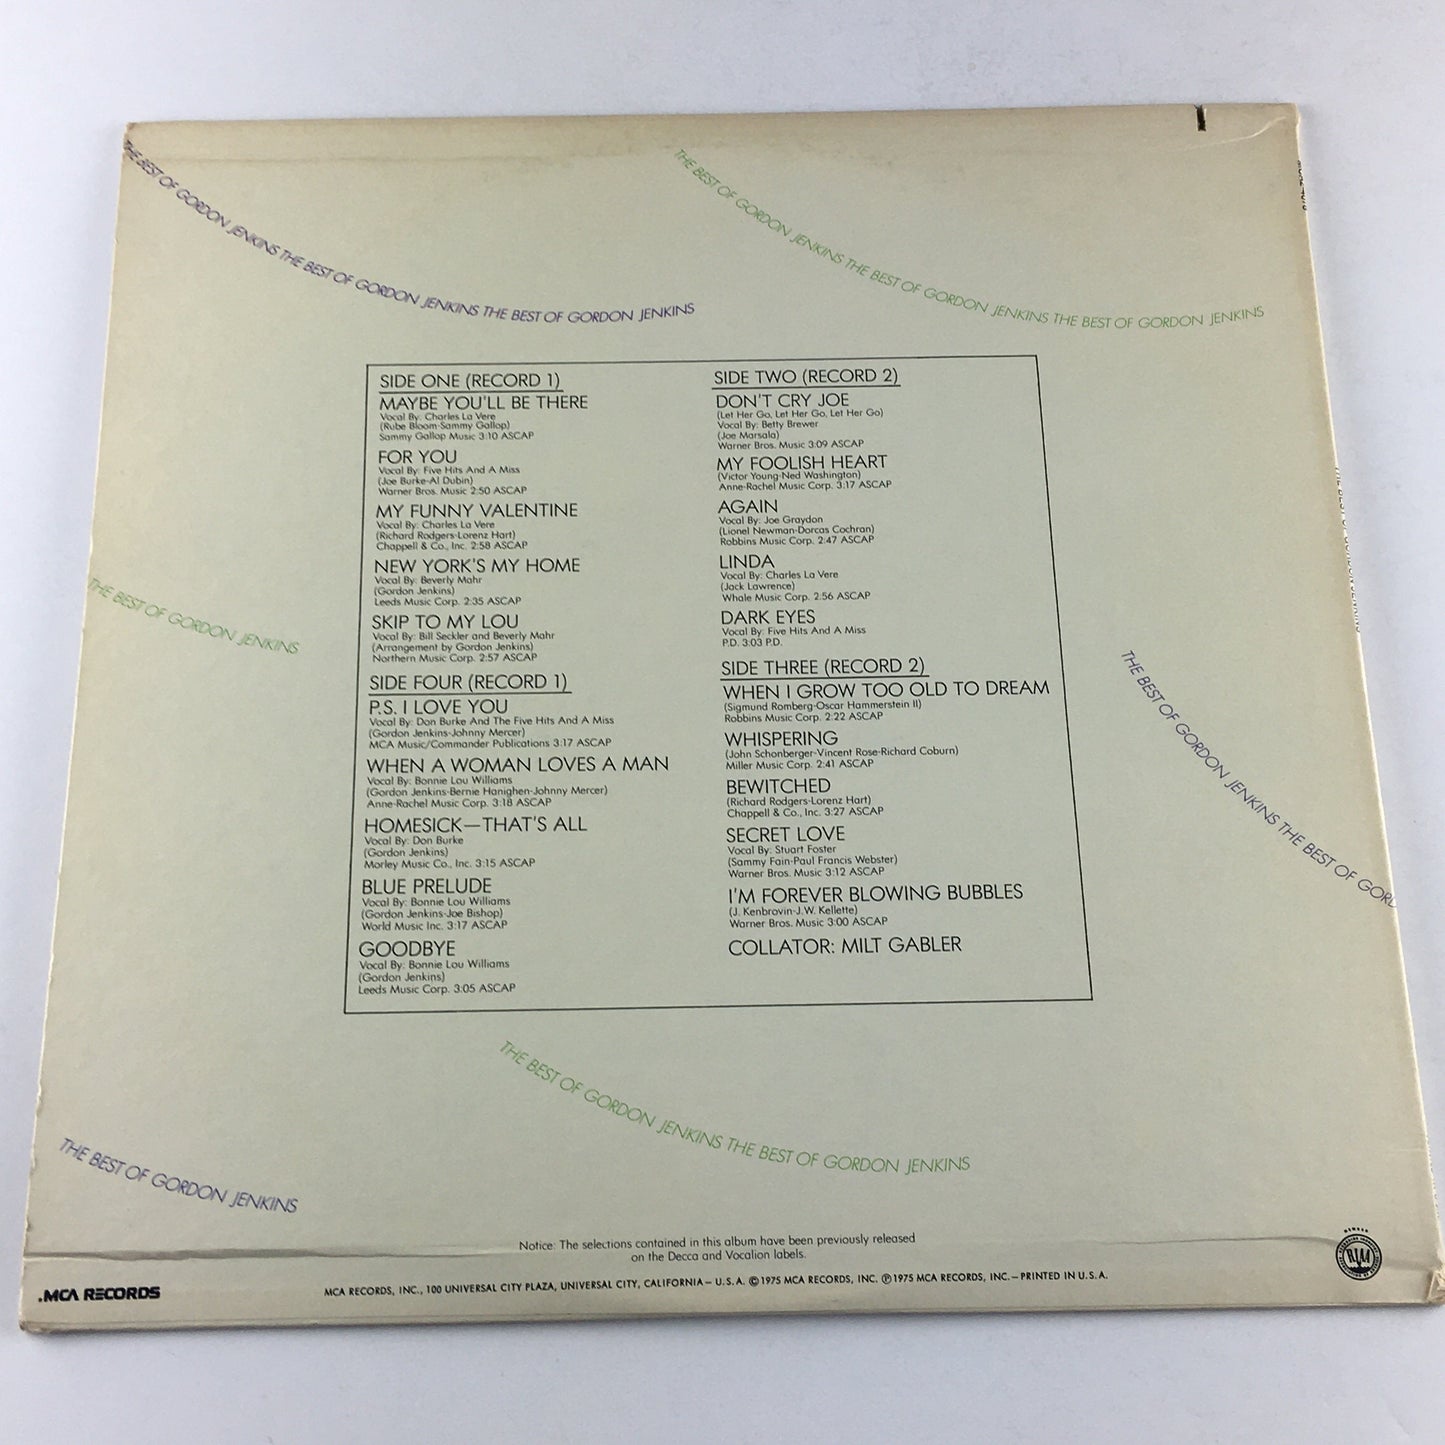 THE BEST OF GORDON JENKINS THE BEST OF GORDON JENKINS THE BEST OF GORDON JENKINS
THE BEST OF GORDON JENKINS THE BEST OF GORDON JENKINS THE BEST OF GORDON JENKINS
SIDE ONE (RECORD 1)
MAYBE YOU'LL BE THERE
Vocal By: Charles La Vere
(Rube Bloom-Sammy Gallop)
Sammy Gallop Music 3:10 ASCAP
FOR YOU
Vocal By: Five Hits And A Miss
(Joe Burke-Al Dubin)
Warner Bros. Music 2:50 ASCAP
MY FUNNY VALENTINE
Vocal By: Charles La Vere
(Richard Rodgers-Lorenz Hart)
Chappell & Co., Inc. 2:58 ASCAP
NEW YORK'S MY HOME
Vocal By: Beverly Mahr
(Gordon Jenkins)
Leeds Music Corp. 2:35 ASCAP
SKIP TO MY LOU
Vocal By: Bill Seckler and Beverly Mahr
(Arrangement by Gordon Jenkins)
Northern Music Corp. 2:57 ASCAP
SIDE FOUR (RECORD 1)
P.S. I LOVE YOU
Vocal By: Don Burke And The Five Hits And A Miss
(Gordon Jenkins-Johnny Mercer)
MCA Music/Commander Publications 3:17 ASCAP
WHEN A WOMAN LOVES A MAN
Vocal By: Bonnie Lou Williams
(Gordon Jenkins-Bernie Hanighen-Johnny Mercer)
Anne-Rachel Music Corp. 3:18 ASCAP
HOMESICK—THAT'S ALL
Vocal By: Don Burke
(Gordon Jenkins)
Morley Music Co., Inc. 3:15 ASCAP
BLUE PRELUDE
Vocal By: Bonnie Lou Williams
(Gordon Jenkins-Joe Bishop)
World Music Inc. 3:17 ASCAP
GOODBYE
Vocal By: Bonnie Lou Williams
(Gordon Jenkins)
Leeds Music Corp. 3:05 ASCAP
SIDE TWO (RECORD 2)
DON'T CRY JOE
(Let Her Go, Let Her Go, Let Her Go)
Vocal By: Betty Brewer
(Joe Marsala)
Warner Bros. Music 3:09 ASCAP
MY FOOLISH HEART
(Victor Young-Ned Washington)
Anne-Rachel Music Corp. 3:17 ASCAP
AGAIN
Vocal By: Joe Graydon
(Lionel Newman-Dorcas Cochran)
Robbins Music Corp. 2:47 ASCAP
LINDA
Vocal By: Charles La Vere
(Jack Lawrence)
Whale Music Corp. 2:56 ASCAP
DARK EYES
Vocal By: Five Hits And A Miss
P.D. 3:03 P.D.
SIDE THREE (RECORD 2)
WHEN I GROW TOO OLD TO DREAM
(Sigmund Romberg-Oscar Hammerstein II)
Robbins Music Corp. 2:22 ASCAP
WHISPERING
(John Schonberger-Vincent Rose-Richard Coburn)
Miller Music Corp. 2:41 ASCAP
BEWITCHED
(Richard Rodgers-Lorenz Hart)
Chappell & Co., Inc. 3:27 ASCAP
SECRET LOVE
Vocal By: Stuart Foster
(Sammy Fain-Paul Francis Webster)
Warner Bros. Music 3:12 ASCAP
I'M FOREVER BLOWING BUBBLES
(J. Kenbrovin-J.W. Kellette)
Warner Bros. Music 3:00 ASCAP
COLLATOR: MILT GABLER
THE BEST OF GORDON JENKINS
THE BEST OF GORDON JENKINS THE BEST OF GORD
THE BEST OF GORDON JENKINS THE BEST OF GORDON JENKINS
THE BEST OF GORDON JENKINS
Notice: The selections contained in this album have been previously released
on the Decca and Vocalion labels.
.MCA RECORDS
MCA RECORDS, INC., 100 UNIVERSAL CITY PLAZA, UNIVERSAL CITY, CALIFORNIA – U.S.A. ©1975 MCA RECORDS, INC. ℗1975 MCA RECORDS, INC. – PRINTED IN U.S.A.
RIAA